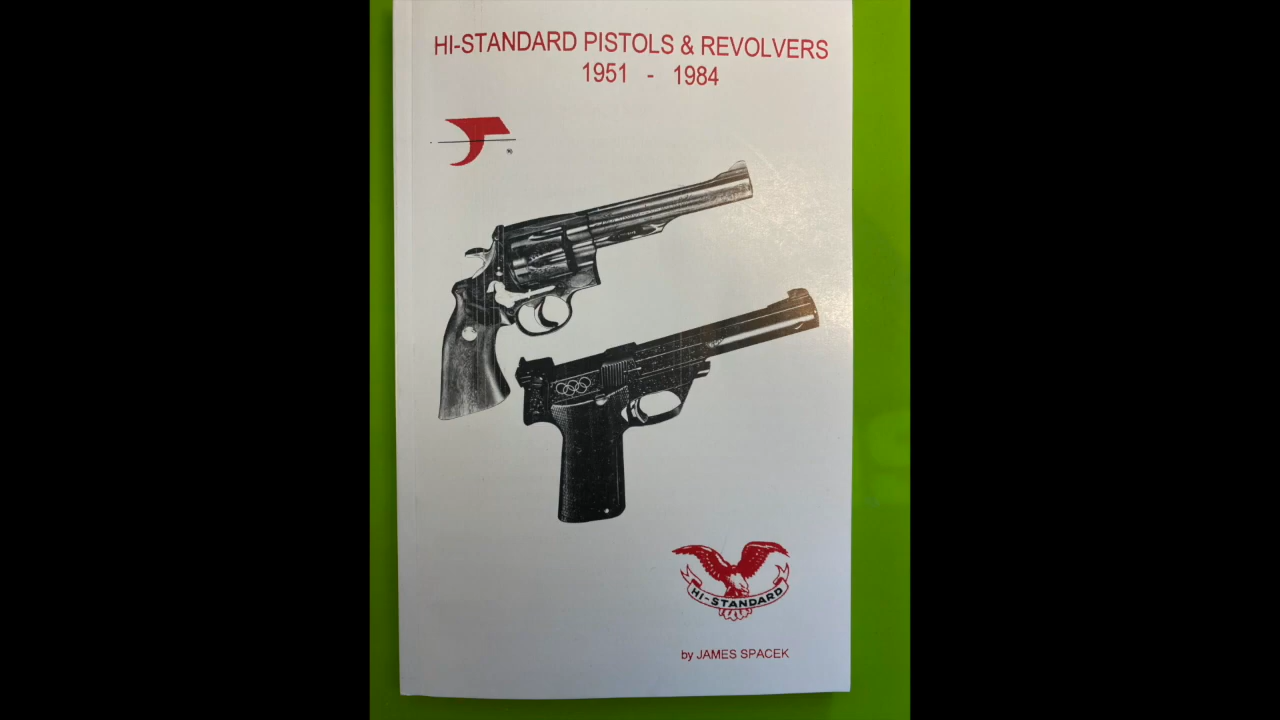 HI-STANDARD PISTOLS & REVOLVERS
1951 - 1984
®
HI-STANDARD
by JAMES SPACEK